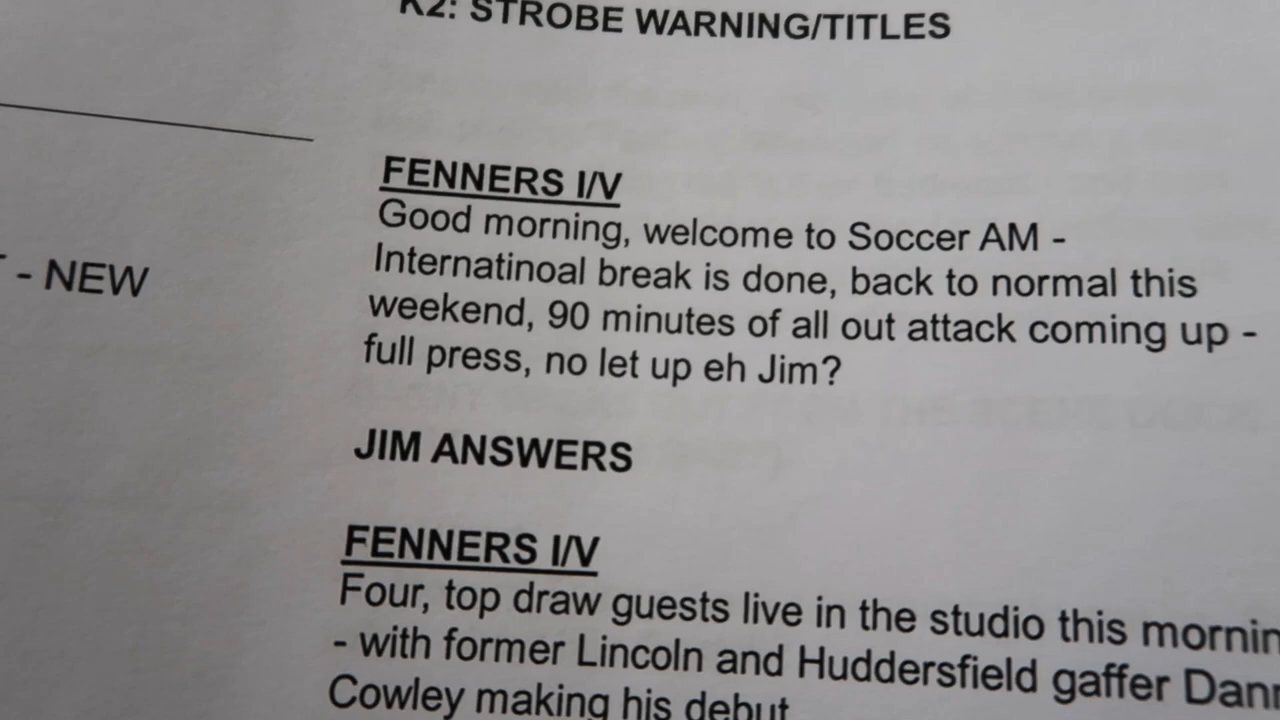 K2: STROBE WARNING/TITLES
- NEW
FENNERS I/V
Good morning, welcome to Soccer AM -
Internatinoal break is done, back to normal this
weekend, 90 minutes of all out attack coming up -
full press, no let up eh Jim?
JIM ANSWERS
FENNERS I/V
Four, top draw guests live in the studio this mornin
- with former Lincoln and Huddersfield gaffer Dann
Cowley making his debut